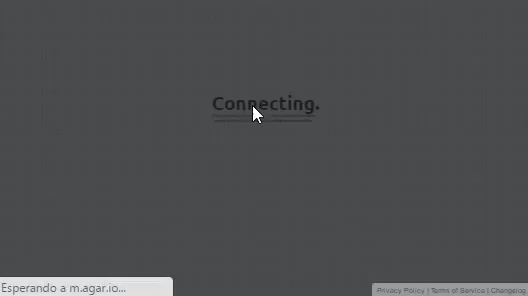 Connecting.
Esperando a m.agar.io...
Privacy Policy | Terms of Service | Changelog